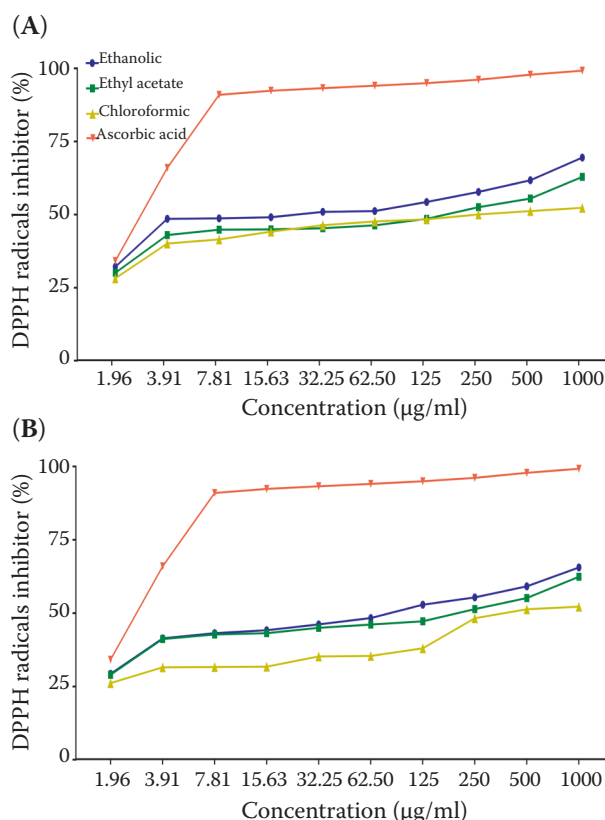 (A)
Ethanolic
Ethyl acetate
Chloroformic
Ascorbic acid
DPPH radicals inhibitor (%)
100
75
50
25
0
1.96 3.91 7.81 15.63 32.25 62.50 125 250 500 1000
Concentration (µg/ml)
(B)
DPPH radicals inhibitor (%)
100
75
50
25
0
1.96 3.91 7.81 15.63 32.25 62.50 125 250 500 1000
Concentration (µg/ml)